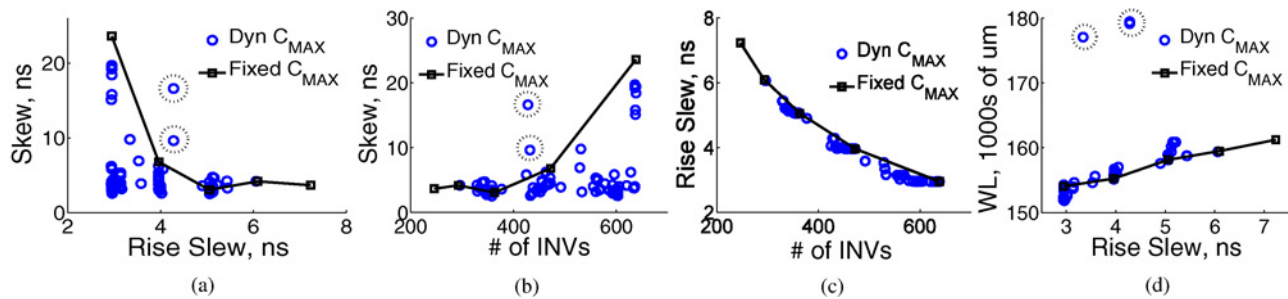 Skew, ns
20
10
0
2
4
6
8
Rise Slew, ns
Dyn C_MAX
Fixed C_MAX
(a)
Skew, ns
30
20
10
0
200
400
600
# of INVs
Dyn C_MAX
Fixed C_MAX
(b)
Rise Slew, ns
8
6
4
2
200
400
600
# of INVs
Dyn C_MAX
Fixed C_MAX
(c)
WL, 1000s of um
180
170
160
150
3
4
5
6
7
Rise Slew, ns
Dyn C_MAX
Fixed C_MAX
(d)